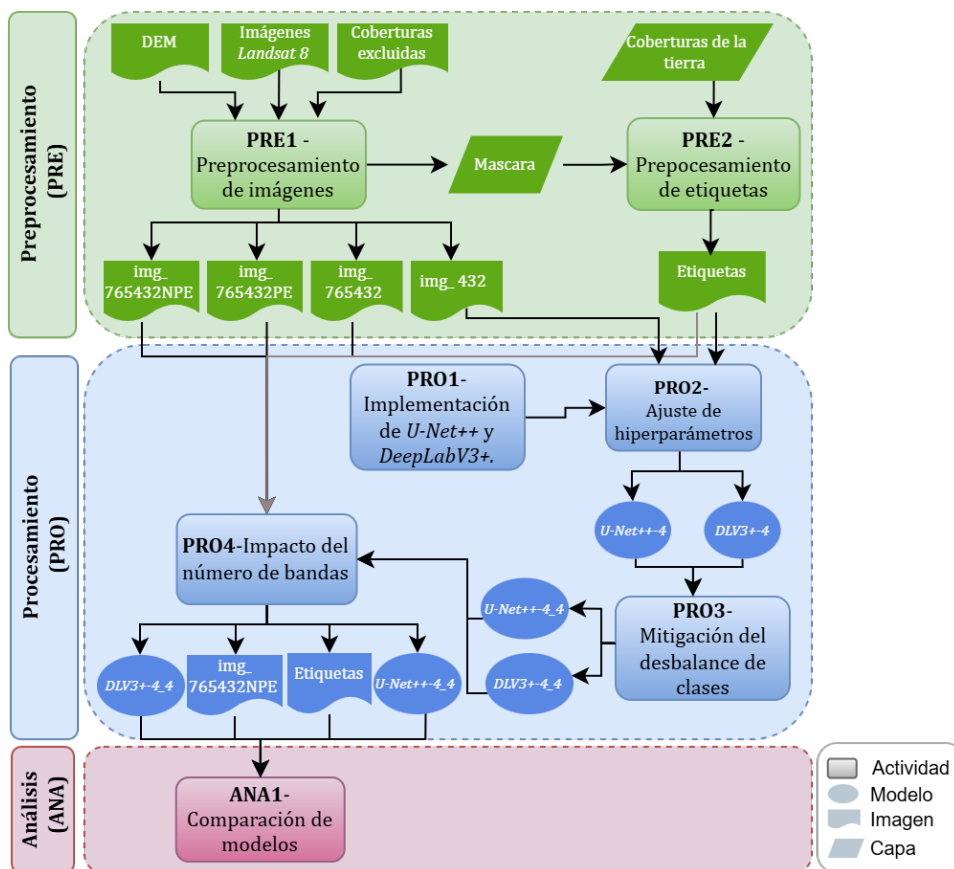 Preprocesamiento
(PRE)
DEM
Imágenes
Landsat 8
Coberturas
excluidas
Coberturas de la
tierra
PRE1 -
Preprocesamiento
de imágenes
Mascara
PRE2 -
Prepocesamiento
de etiquetas
img_
765432NPE
img_
765432PE
img_
765432
img_ 432
Etiquetas
Procesamiento
(PRO)
PRO1-
Implementación
de U-Net++ y
DeepLabV3+.
PRO2-
Ajuste de
hiperparámetros
U-Net++-4
DLV3+-4
PRO4-Impacto del
número de bandas
U-Net++-4_4
DLV3+-4_4
PRO3-
Mitigación del
desbalance de
clases
DLV3+-4_4
img_
765432NPE
Etiquetas
U-Net++-4_4
Análisis
(ANA)
ANA1-
Comparación de
modelos
Actividad
Modelo
Imagen
Capa